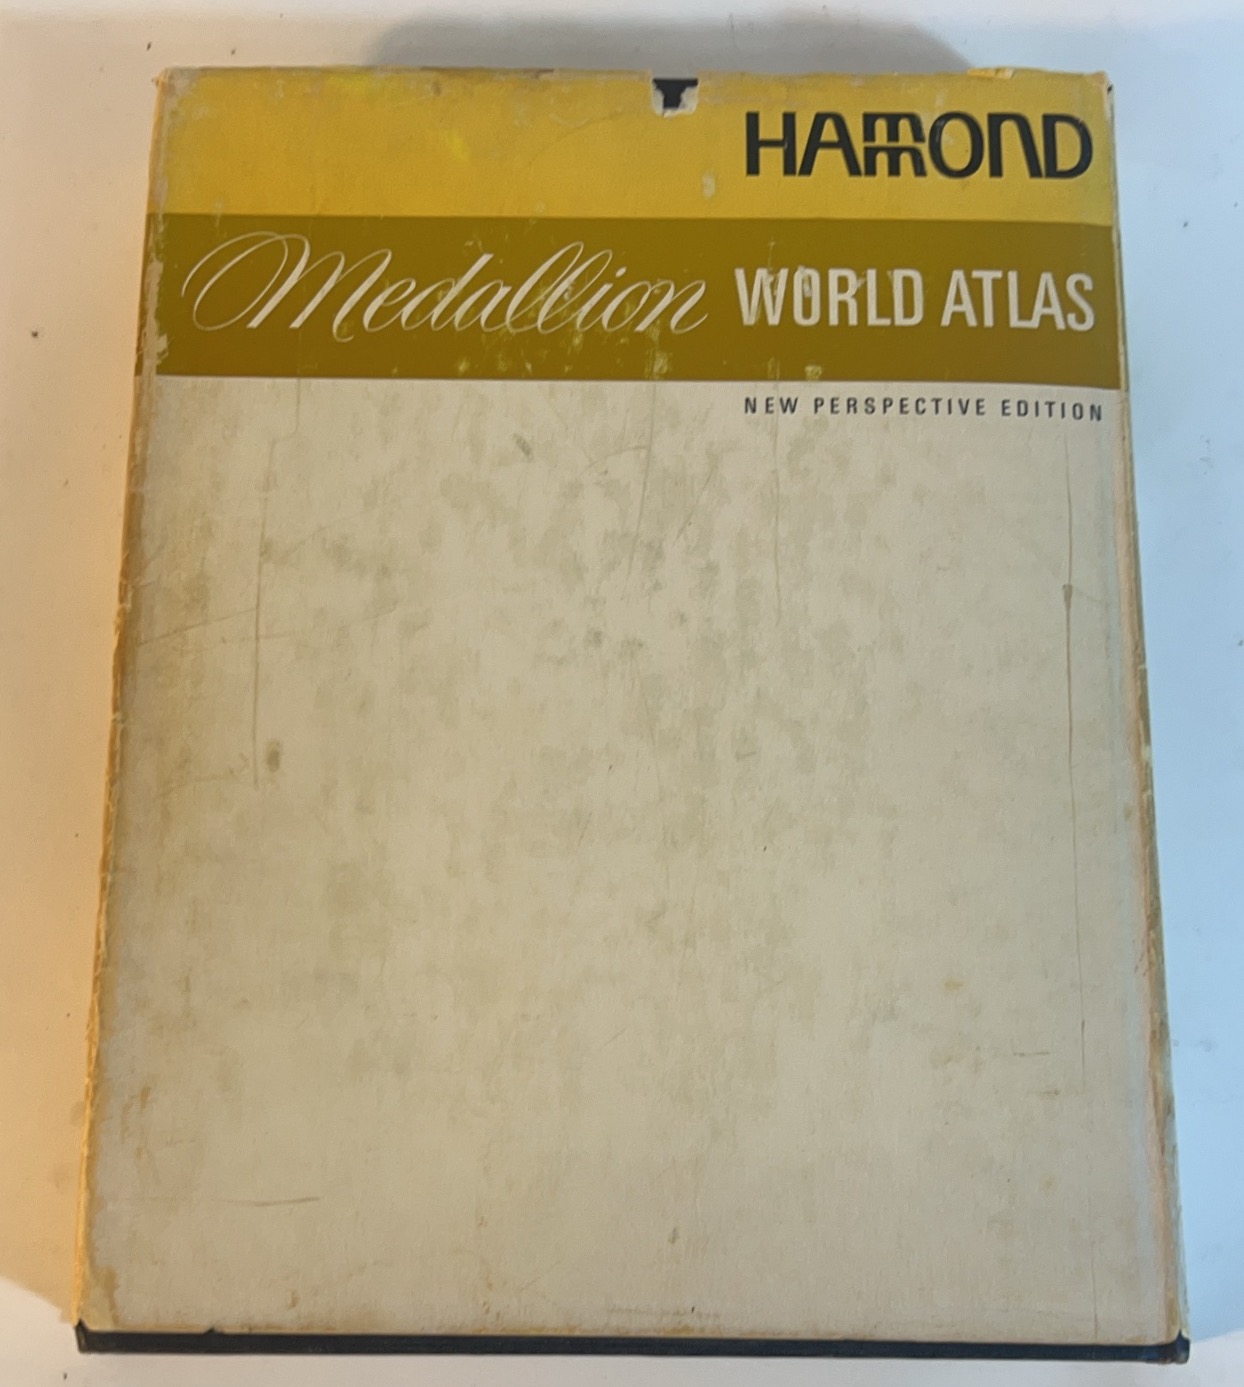 HAMMOND
Medallion WORLD ATLAS
NEW PERSPECTIVE EDITION